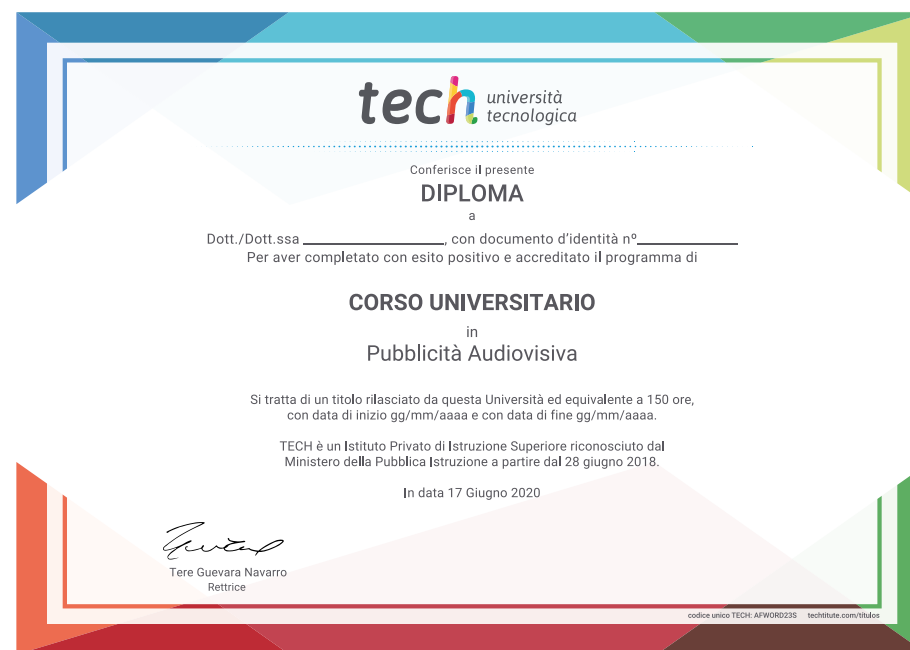 tech università
tecnologica
Conferisce il presente
DIPLOMA
a
Dott./Dott.ssa ____________________, con documento d'identità nº______________
Per aver completato con esito positivo e accreditato il programma di
CORSO UNIVERSITARIO
in
Pubblicità Audiovisiva
Si tratta di un titolo rilasciato da questa Università ed equivalente a 150 ore,
con data di inizio gg/mm/aaaa e con data di fine gg/mm/aaaa.
TECH è un Istituto Privato di Istruzione Superiore riconosciuto dal
Ministero della Pubblica Istruzione a partire dal 28 giugno 2018.
In data 17 Giugno 2020
Tere Guevara Navarro
Rettrice
codice unico TECH: AFWORD23S techtitute.com/titulos